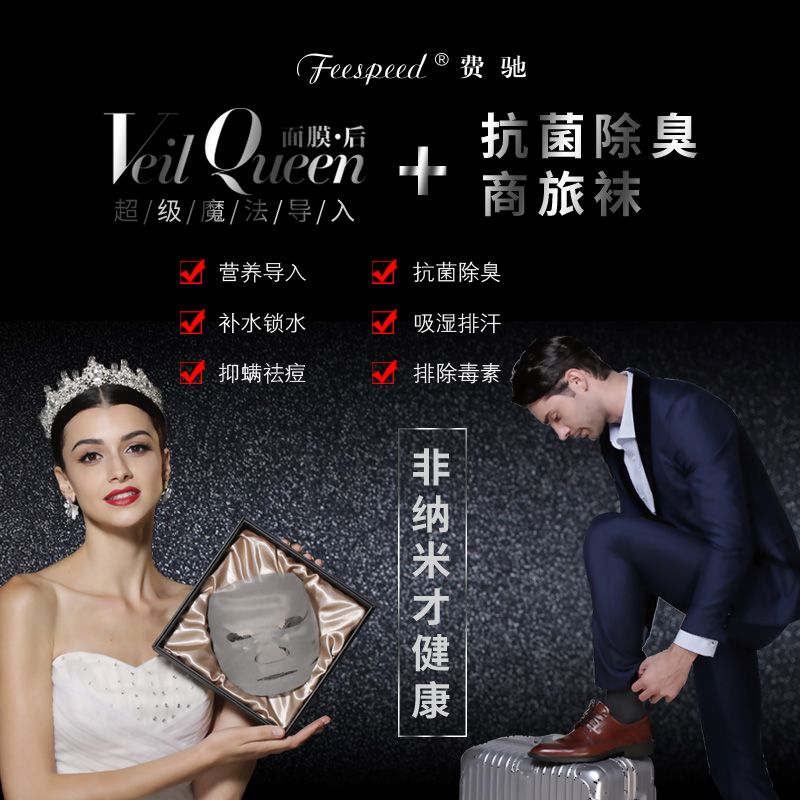 Feespeed® 费驰
Veil Queen 面膜·后
超/级/魔/法/导/入
+
抗菌除臭
商旅袜
营养导入
补水锁水
抑螨祛痘
抗菌除臭
吸湿排汗
排除毒素
非纳米才健康